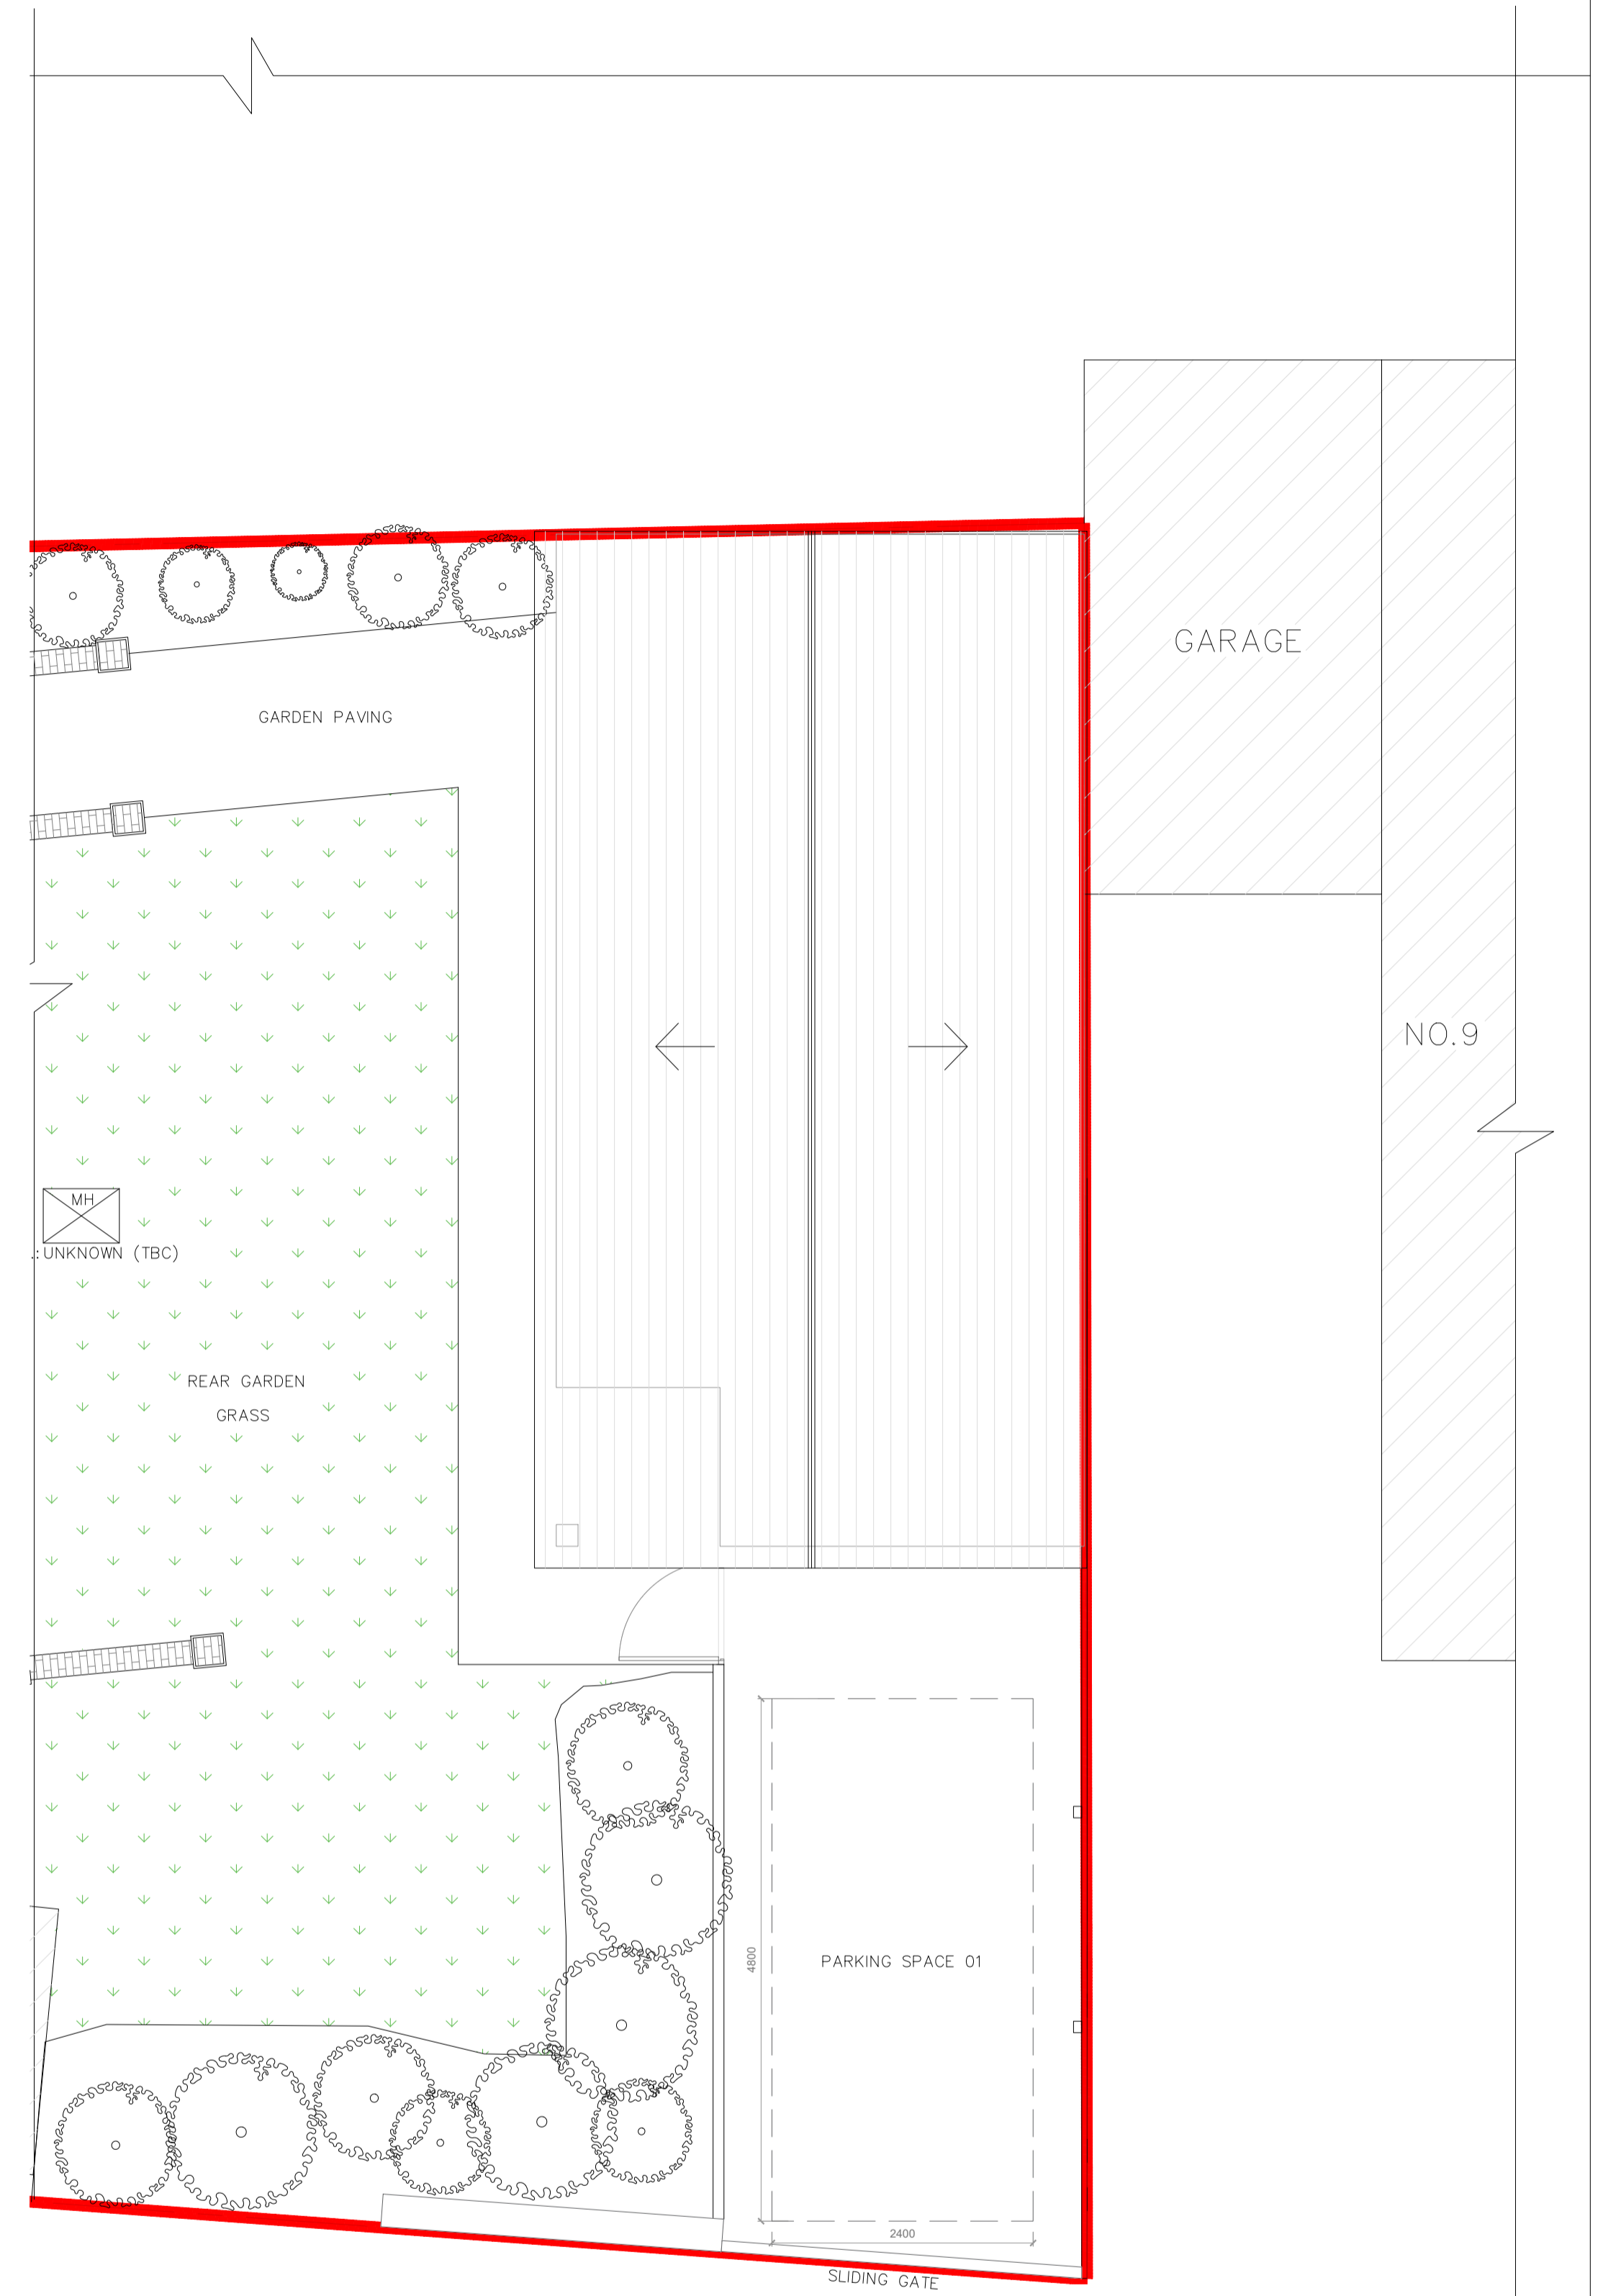 GARAGE
GARDEN PAVING
NO.9
MH
.:UNKNOWN (TBC)
REAR GARDEN
GRASS
4800
PARKING SPACE 01
2400
SLIDING GATE